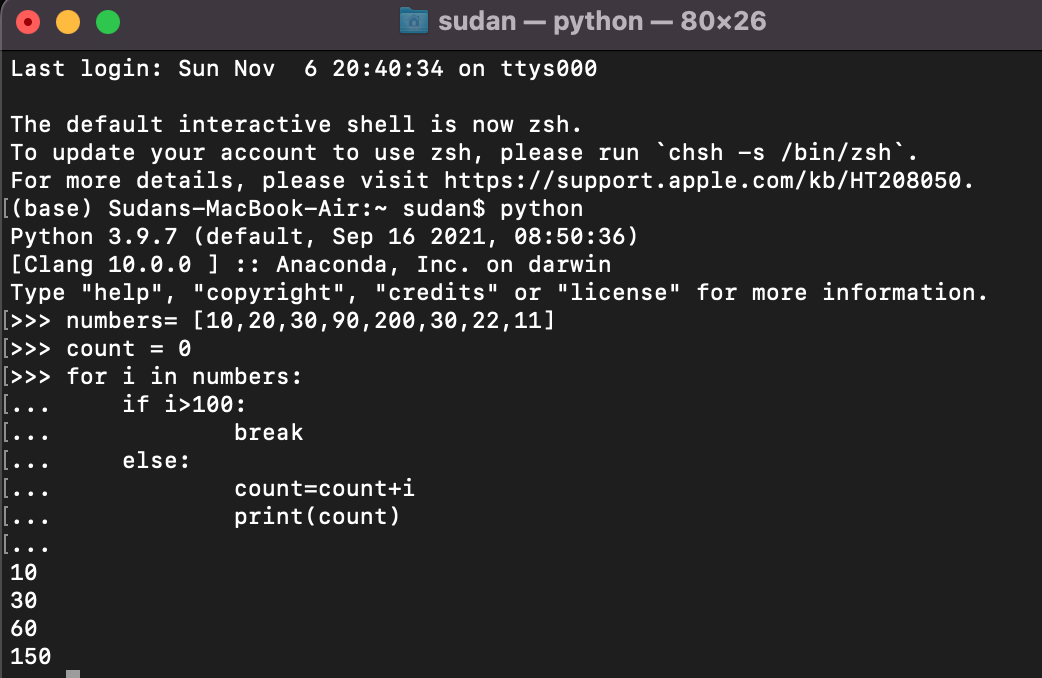 sudan — python — 80×26
Last login: Sun Nov  6 20:40:34 on ttys000
The default interactive shell is now zsh.
To update your account to use zsh, please run `chsh -s /bin/zsh`.
For more details, please visit https://support.apple.com/kb/HT208050.
[(base) Sudans-MacBook-Air:~ sudan$ python
Python 3.9.7 (default, Sep 16 2021, 08:50:36)
[Clang 10.0.0 ] :: Anaconda, Inc. on darwin
Type "help", "copyright", "credits" or "license" for more information.
[>>> numbers= [10,20,30,90,200,30,22,11]
[>>> count = 0
[>>> for i in numbers:
[...     if i>100:
[...             break
[...     else:
[...             count=count+i
[...             print(count)
[...
10
30
60
150